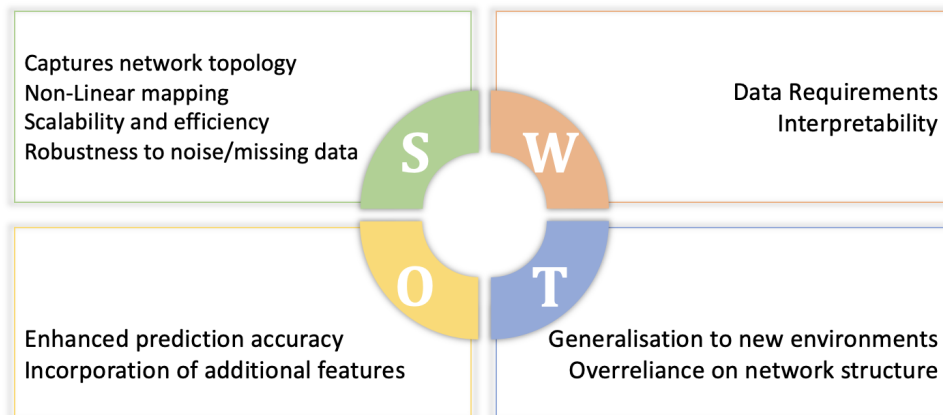 Captures network topology
Non-Linear mapping
Scalability and efficiency
Robustness to noise/missing data
S
W
Data Requirements
Interpretability
O
Enhanced prediction accuracy
Incorporation of additional features
T
Generalisation to new environments
Overreliance on network structure